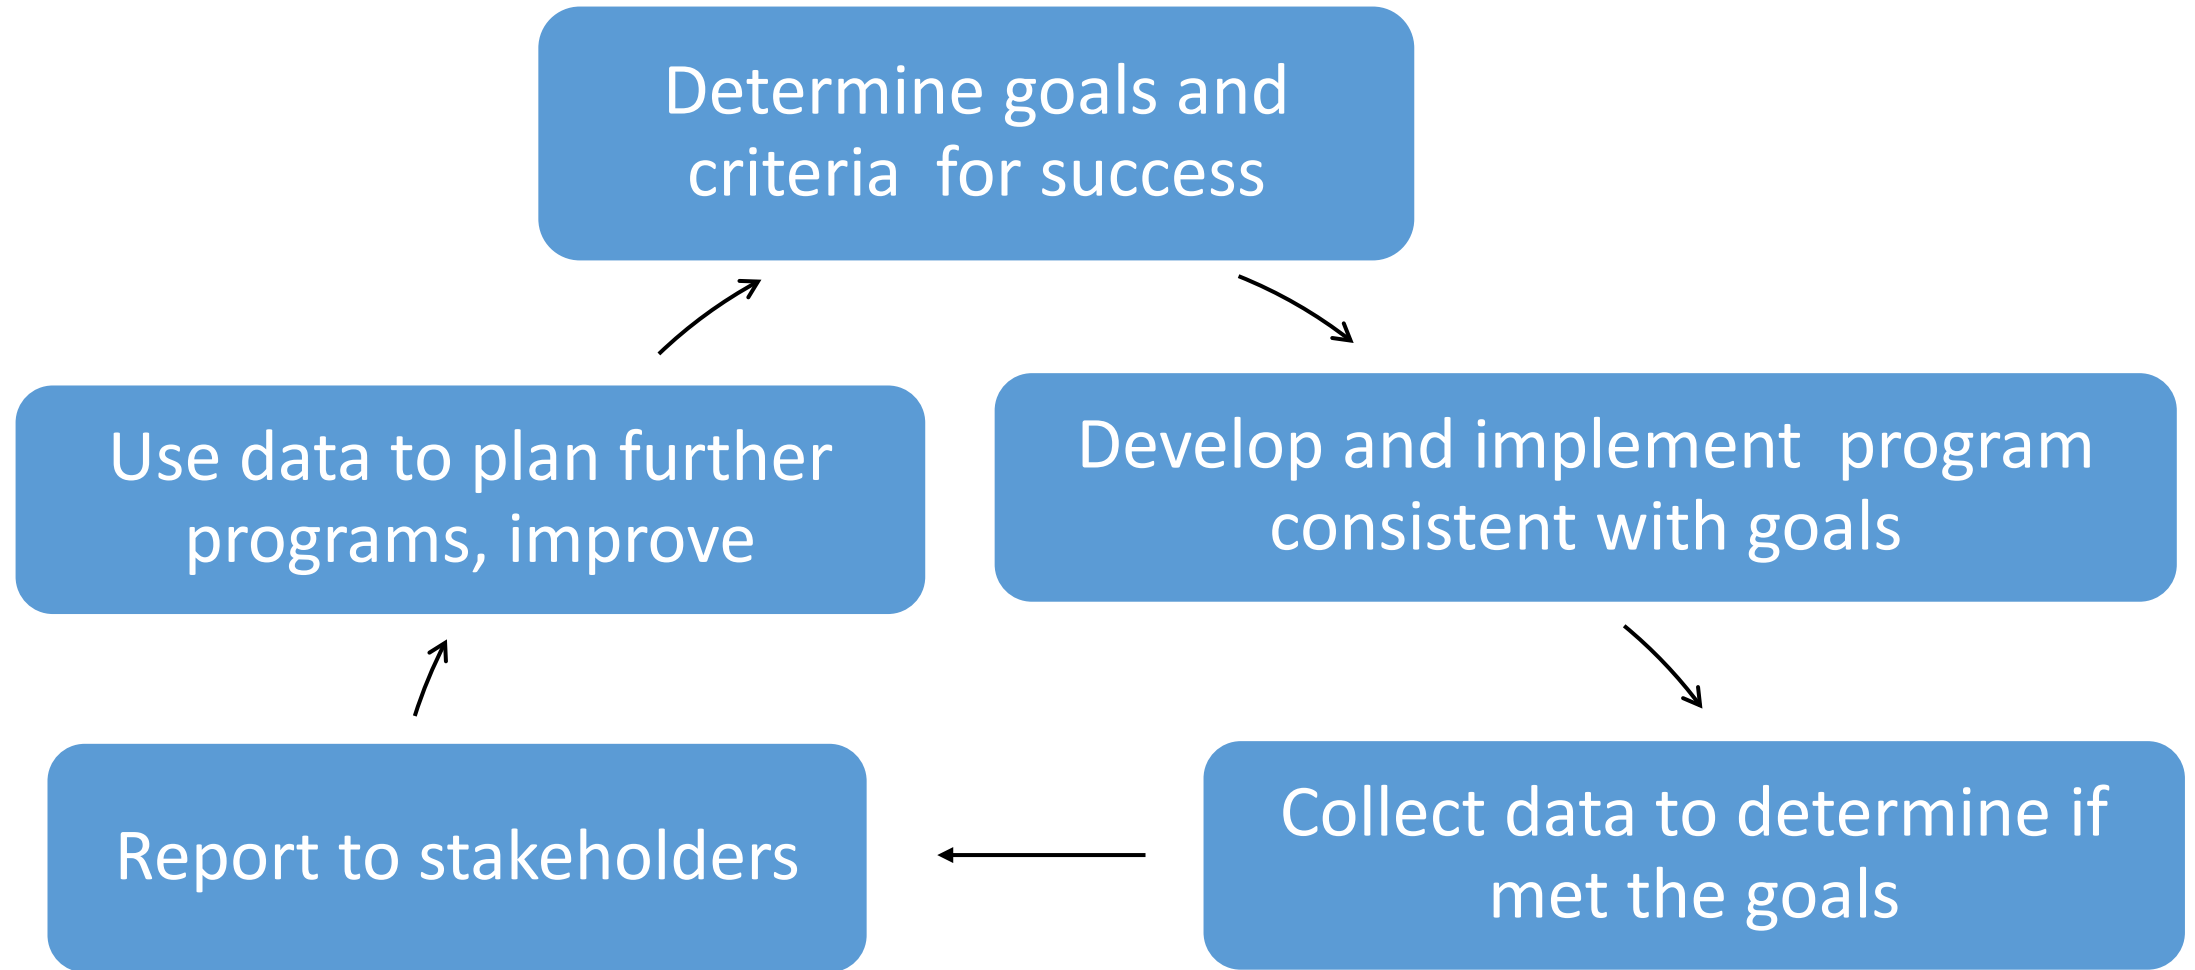 Determine goals and
criteria  for success
Develop and implement  program
consistent with goals
Collect data to determine if
met the goals
Report to stakeholders
Use data to plan further
programs, improve